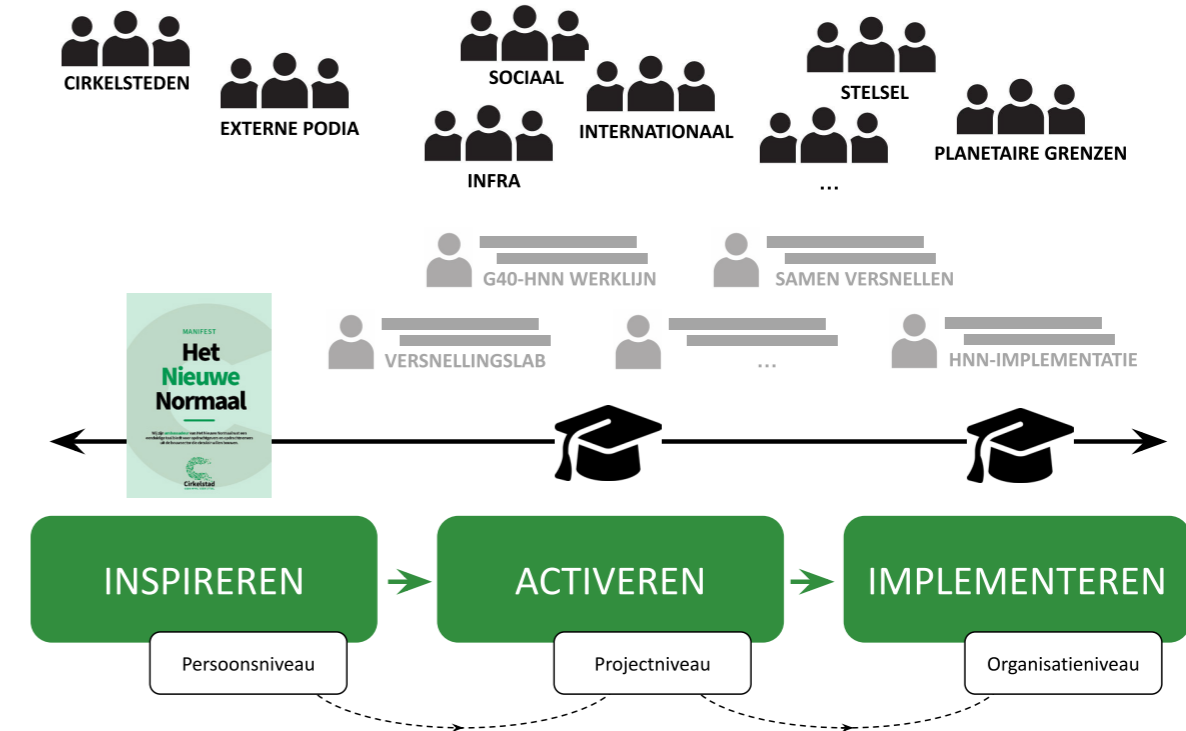 CIRKELSTEDEN
EXTERNE PODIA
SOCIAAL
INTERNATIONAAL
INFRA
STELSEL
...
PLANETAIRE GRENZEN
G40-HNN WERKLIJN
SAMEN VERSNELLEN
VERSNELLINGSLAB
...
HNN-IMPLEMENTATIE
MANIFEST
Het
Nieuwe
Normaal
Cirkelstad
INSPIREREN
ACTIVEREN
IMPLEMENTEREN
Persoonsniveau
Projectniveau
Organisatieniveau